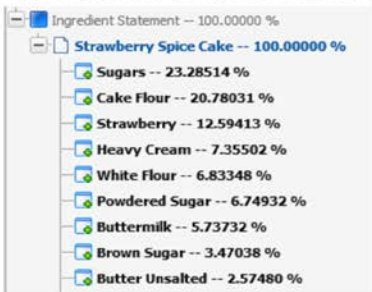 Ingredient Statement -- 100.00000 %
Strawberry Spice Cake -- 100.00000 %
Sugars -- 23.28514 %
Cake Flour -- 20.78031 %
Strawberry -- 12.59413 %
Heavy Cream -- 7.35502 %
White Flour -- 6.83348 %
Powdered Sugar -- 6.74932 %
Buttermilk -- 5.73732 %
Brown Sugar -- 3.47038 %
Butter Unsalted -- 2.57480 %